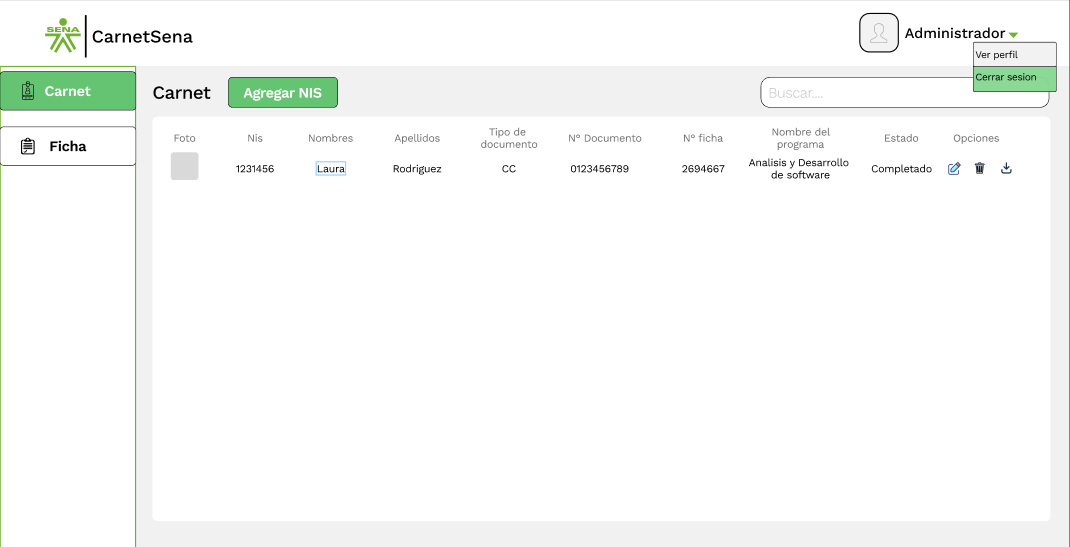 SENA
CarnetSena
Administrador
Ver perfil
Cerrar sesion
Carnet
Ficha
Carnet
Agregar NIS
Buscar....
Foto
Nis
Nombres
Apellidos
Tipo de
documento
N° Documento
N° ficha
Nombre del
programa
Estado
Opciones
1231456
Laura
Rodriguez
CC
0123456789
2694667
Analisis y Desarrollo
de software
Completado